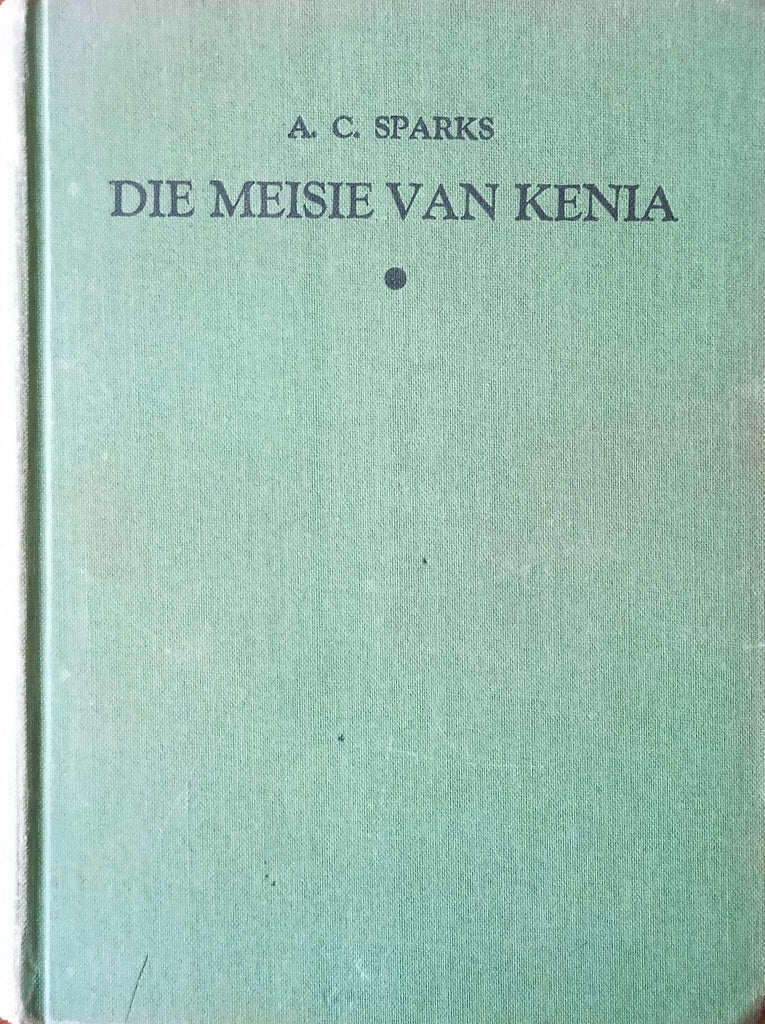 A. C. SPARKS
DIE MEISIE VAN KENIA